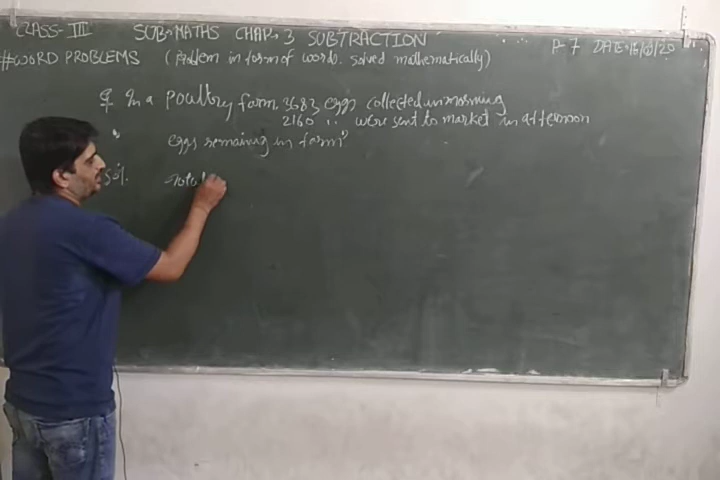 CLASS- III SUB- MATHS CHAP- 3 SUBTRACTION P-7 DATE-16/09/20
#WORD PROBLEMS (Problem in form of words. solved mathematically)
Q In a Poultry farm 3683 eggs collected in morning
2160 '' were sent to market in afternoon
eggs remaining in farm?
Sol. Total